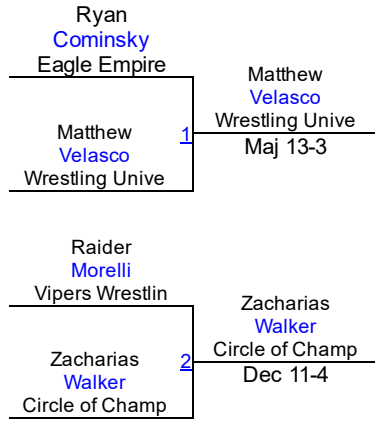 Ryan
Cominsky
Eagle Empire
Matthew
Velasco
Wrestling Unive
1
Matthew
Velasco
Wrestling Unive
Maj 13-3
Raider
Morelli
Vipers Wrestlin
Zacharias
Walker
Circle of Champ
2
Zacharias
Walker
Circle of Champ
Dec 11-4